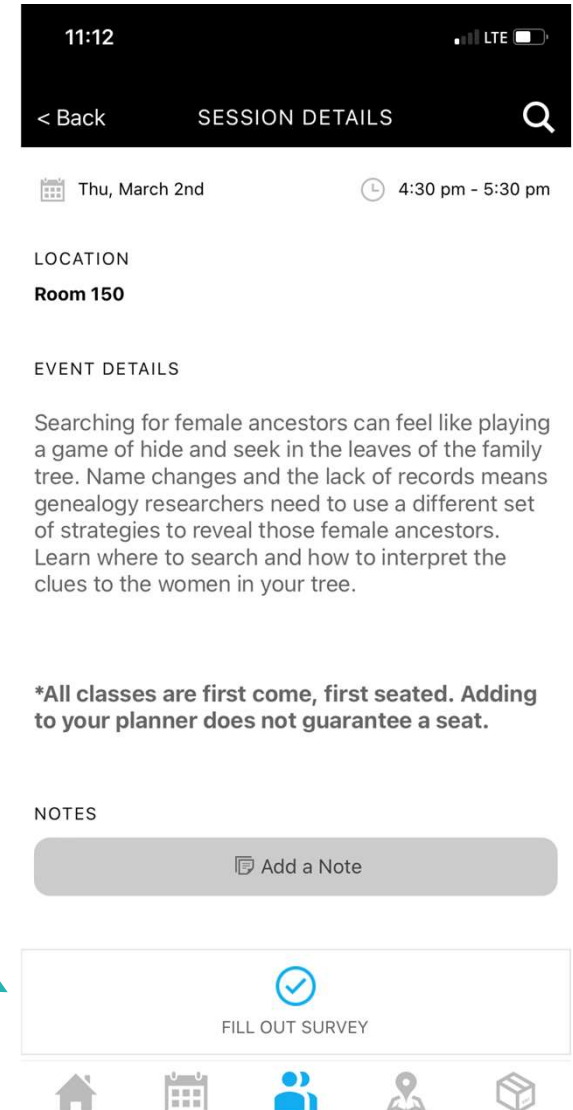 11:12
LTE
< Back
SESSION DETAILS
Thu, March 2nd
4:30 pm - 5:30 pm
LOCATION
Room 150
EVENT DETAILS
Searching for female ancestors can feel like playing
a game of hide and seek in the leaves of the family
tree. Name changes and the lack of records means
genealogy researchers need to use a different set
of strategies to reveal those female ancestors.
Learn where to search and how to interpret the
clues to the women in your tree.
*All classes are first come, first seated. Adding
to your planner does not guarantee a seat.
NOTES
Add a Note
FILL OUT SURVEY